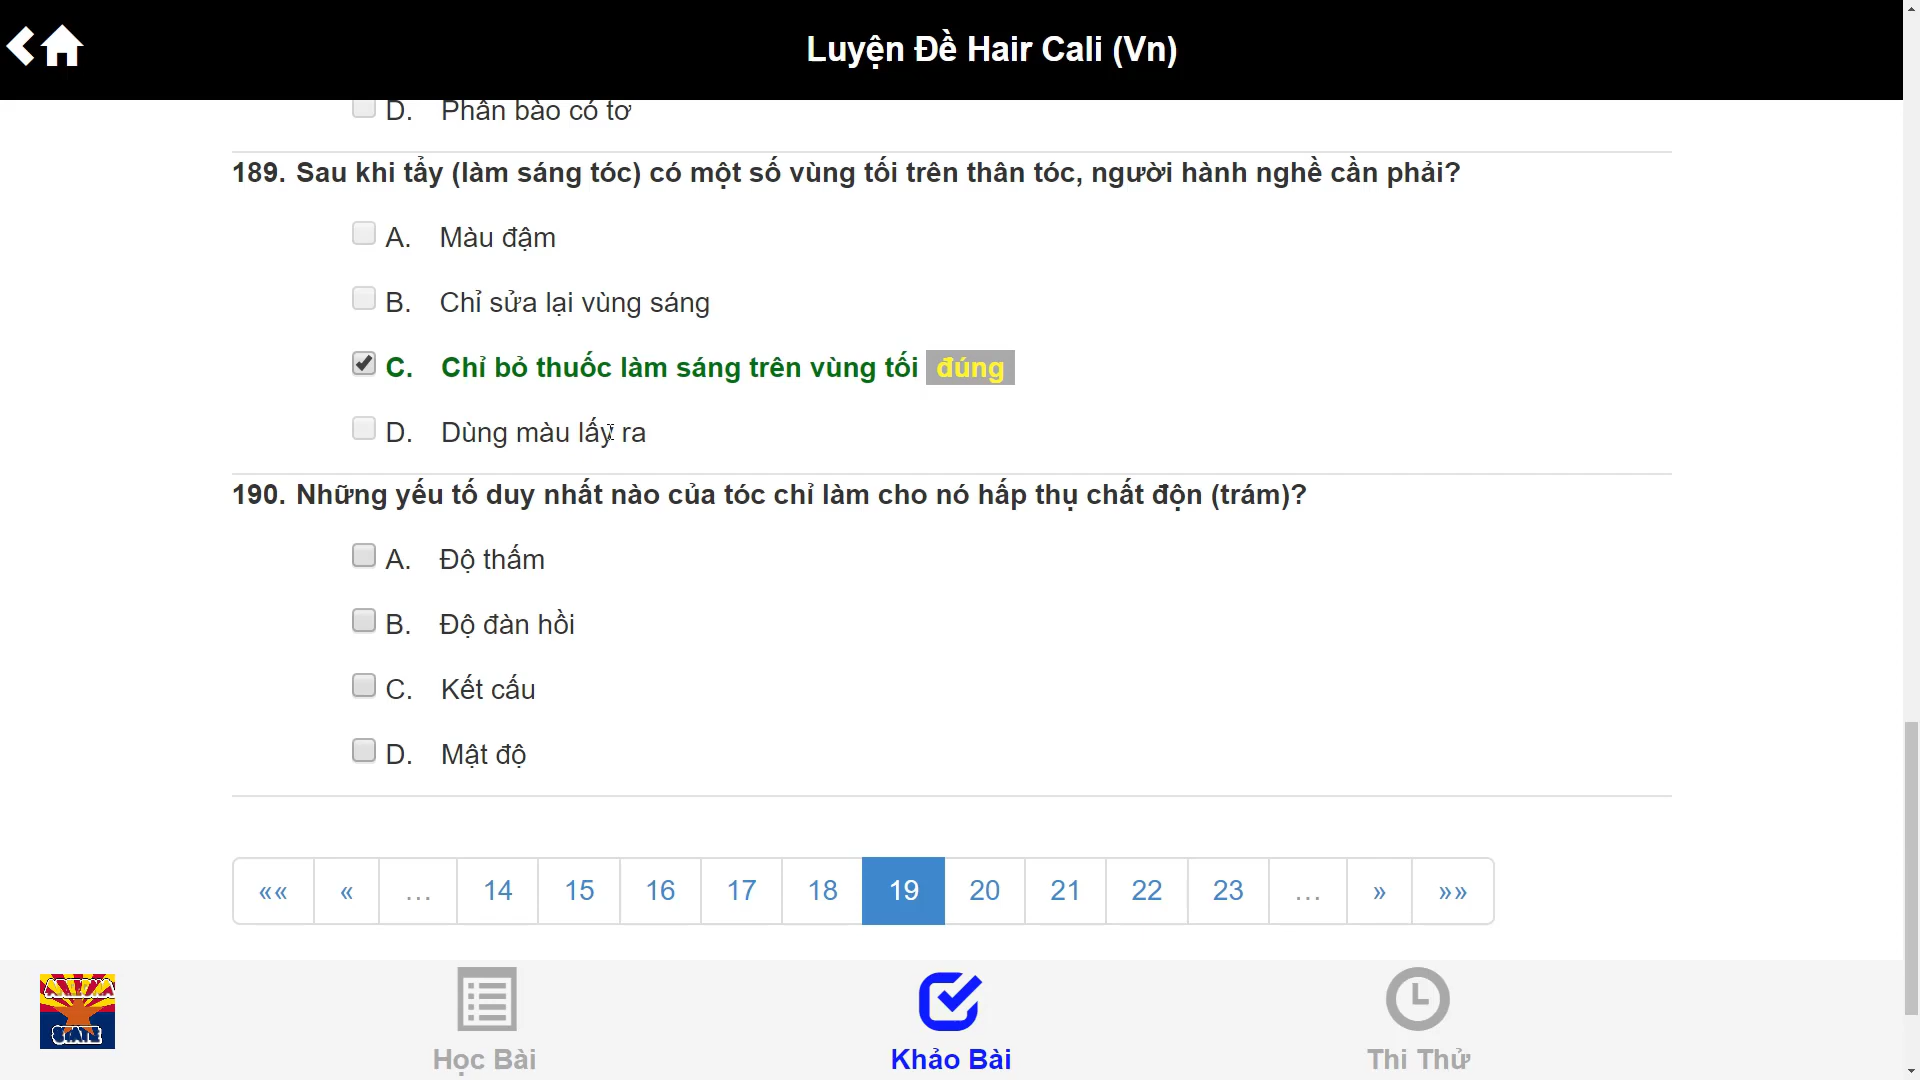 Luyện Đề Hair Cali (Vn)
D. Phân bào có tơ
189. Sau khi tẩy (làm sáng tóc) có một số vùng tối trên thân tóc, người hành nghề cần phải?
A. Màu đậm
B. Chỉ sửa lại vùng sáng
C. Chỉ bỏ thuốc làm sáng trên vùng tối đúng
D. Dùng màu lấy ra
190. Những yếu tố duy nhất nào của tóc chỉ làm cho nó hấp thụ chất độn (trám)?
A. Độ thấm
B. Độ đàn hồi
C. Kết cấu
D. Mật độ
«« « ... 14 15 16 17 18 19 20 21 22 23 ... » »»
ARIZONA
STATE
Học Bài Khảo Bài Thi Thử